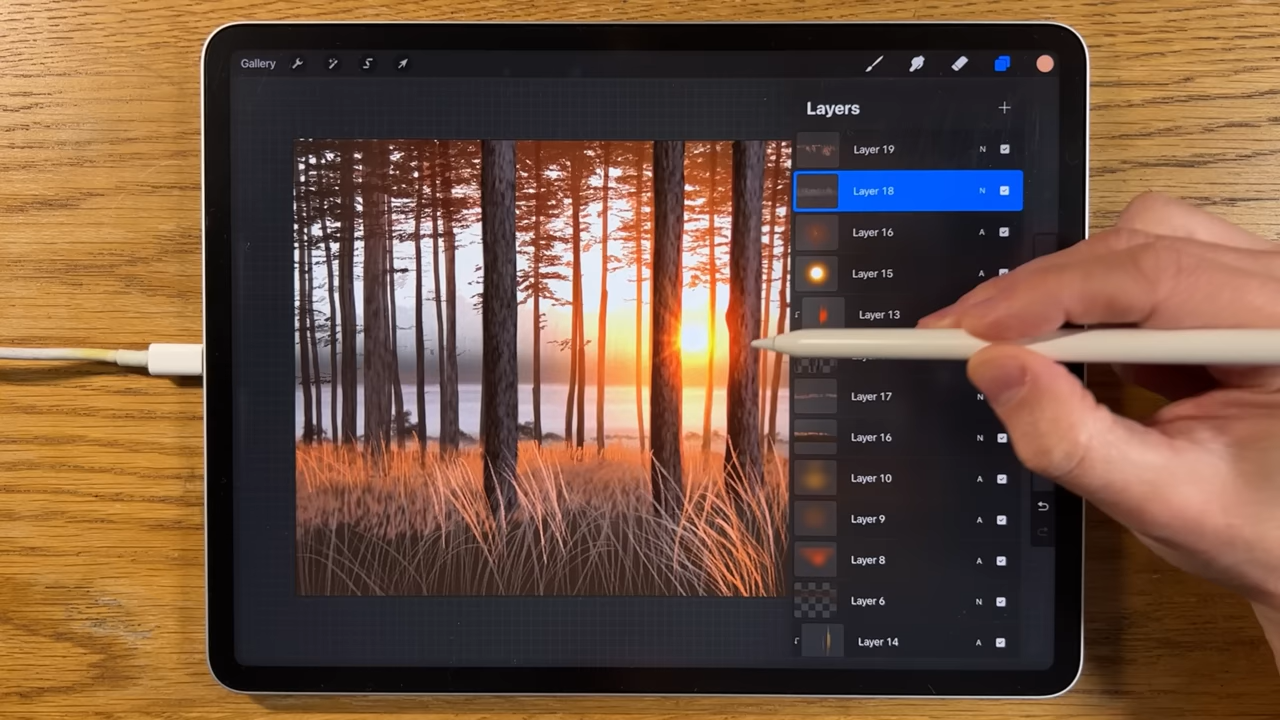 Gallery
Layers
Layer 19 N
Layer 18 N
Layer 16 A
Layer 15 A
Layer 13
Layer 17 N
Layer 16 N
Layer 10 A
Layer 9 A
Layer 8 A
Layer 6 N
Layer 14 A